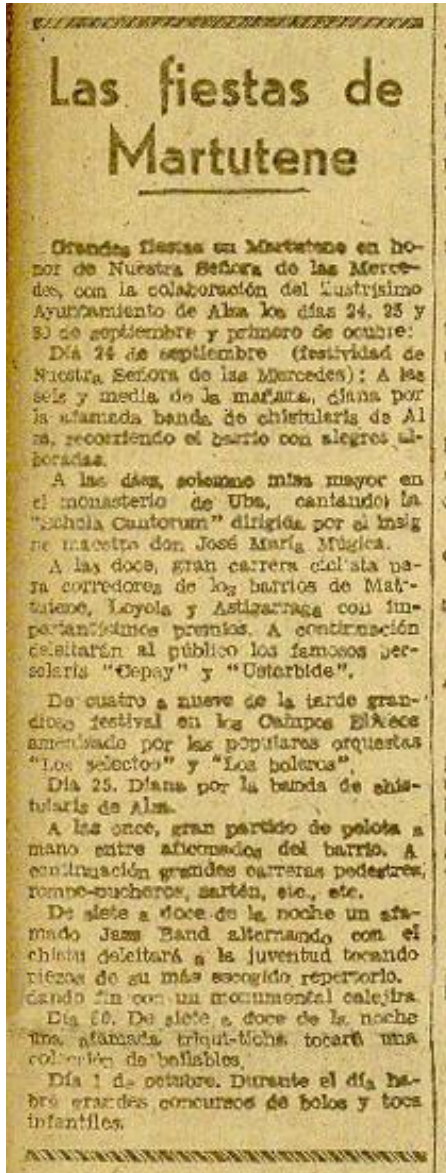 Las fiestas de
Martutene
Grandes fiestas en Martutene en ho-
nor de Nuestra Señora de las Merce-
des, con la colaboración del Ilustrísimo
Ayuntamiento de Alza los días 24, 25 y
30 de septiembre y primero de ocubre:
Día 24 de septiembre (festividad de
Nuestra Señora de las Mercedes): A las
seis y media de la mañana, diana por
la afamada banda de chistularis de Al
za, recorriendo el barrio con alegres al-
boradas.
A las diez, solemne misa mayor en
el monasterio de Uba, cantando la
"Schola Cantorum" dirigida por el insig
ne maestro don José María Múgica.
A las doce, gran carrera ciclista pa-
ra corredores de los barrios de Mar-
tutene, Loyola y Astigarraga con im-
portantísimos premios. A continuación
deleitarán al público los famosos ver-
solaris "Cepay" y "Ustarbide".
De cuatro a nueve de la tarde gran-
dioso festival en los Campos Elíseos
amenizado por las populares orquestas
"Los selectos" y "Los boleros".
Día 25. Diana por la banda de chis-
tularis de Alza.
A las once, gran partido de pelota a
mano entre aficionados del barrio. A
continuación grandes carreras pedestres,
rompe-pucheros, sartén, etc., etc.
De siete a doce de la noche un afa-
mado Jazz Band alternando con el
chistu deleitará a la juventud tocando
piezas de su más escogido repertorio,
dando fin con un monumental calejira.
Día 30. De siete a doce de la noche
una afamada triqui-ticha tocará una
colección de bailables.
Día 1 de octubre. Durante el día ha-
brá grandes concursos de bolos y toca
infantiles.